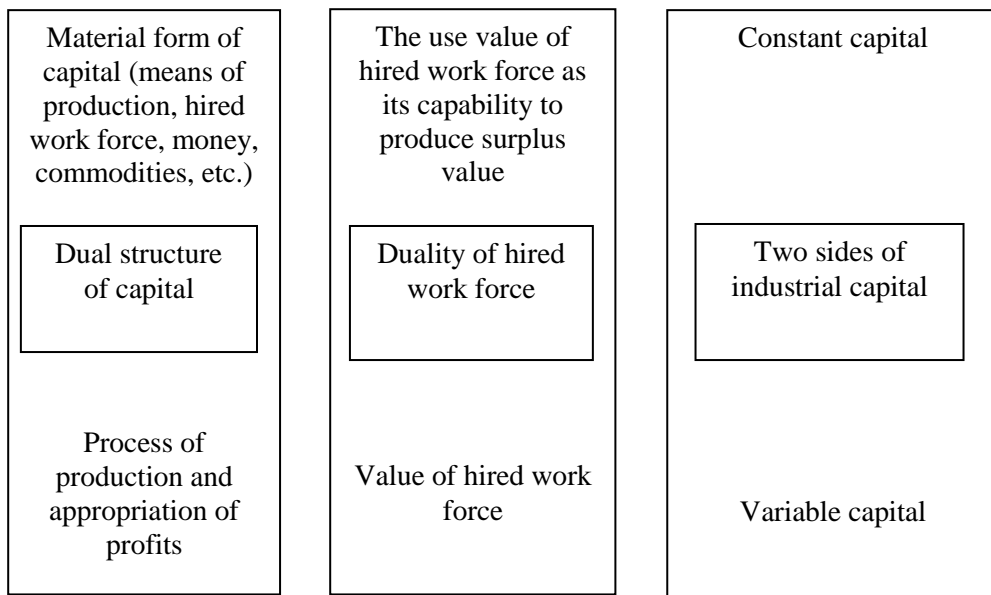 Material form of
capital (means of
production, hired
work force, money,
commodities, etc.)
Dual structure
of capital
Process of
production and
appropriation of
profits
The use value of
hired work force as
its capability to
produce surplus
value
Duality of hired
work force
Value of hired work
force
Constant capital
Two sides of
industrial capital
Variable capital